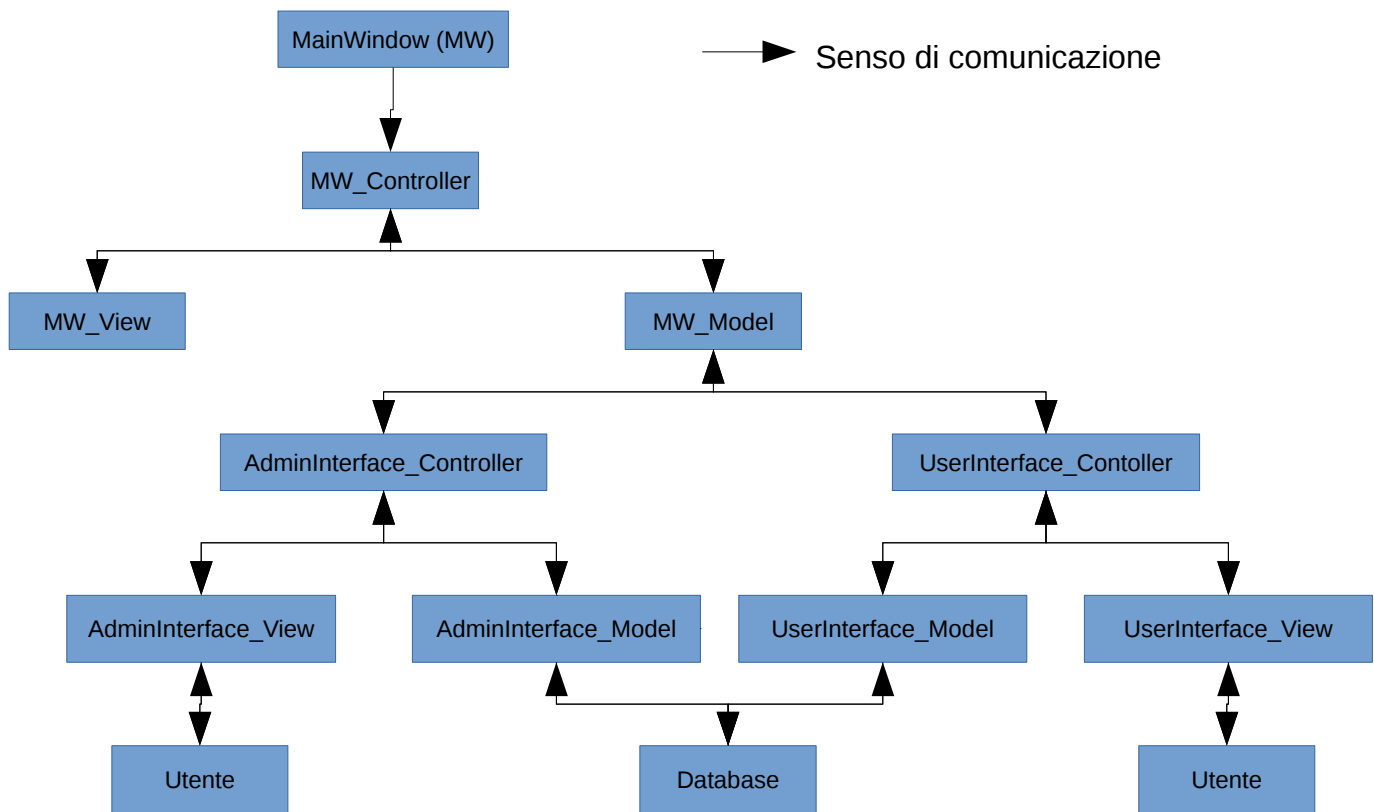 MainWindow (MW)
Senso di comunicazione
MW_Controller
MW_View
MW_Model
AdminInterface_Controller
UserInterface_Contoller
AdminInterface_View
AdminInterface_Model
UserInterface_Model
UserInterface_View
Utente
Database
Utente